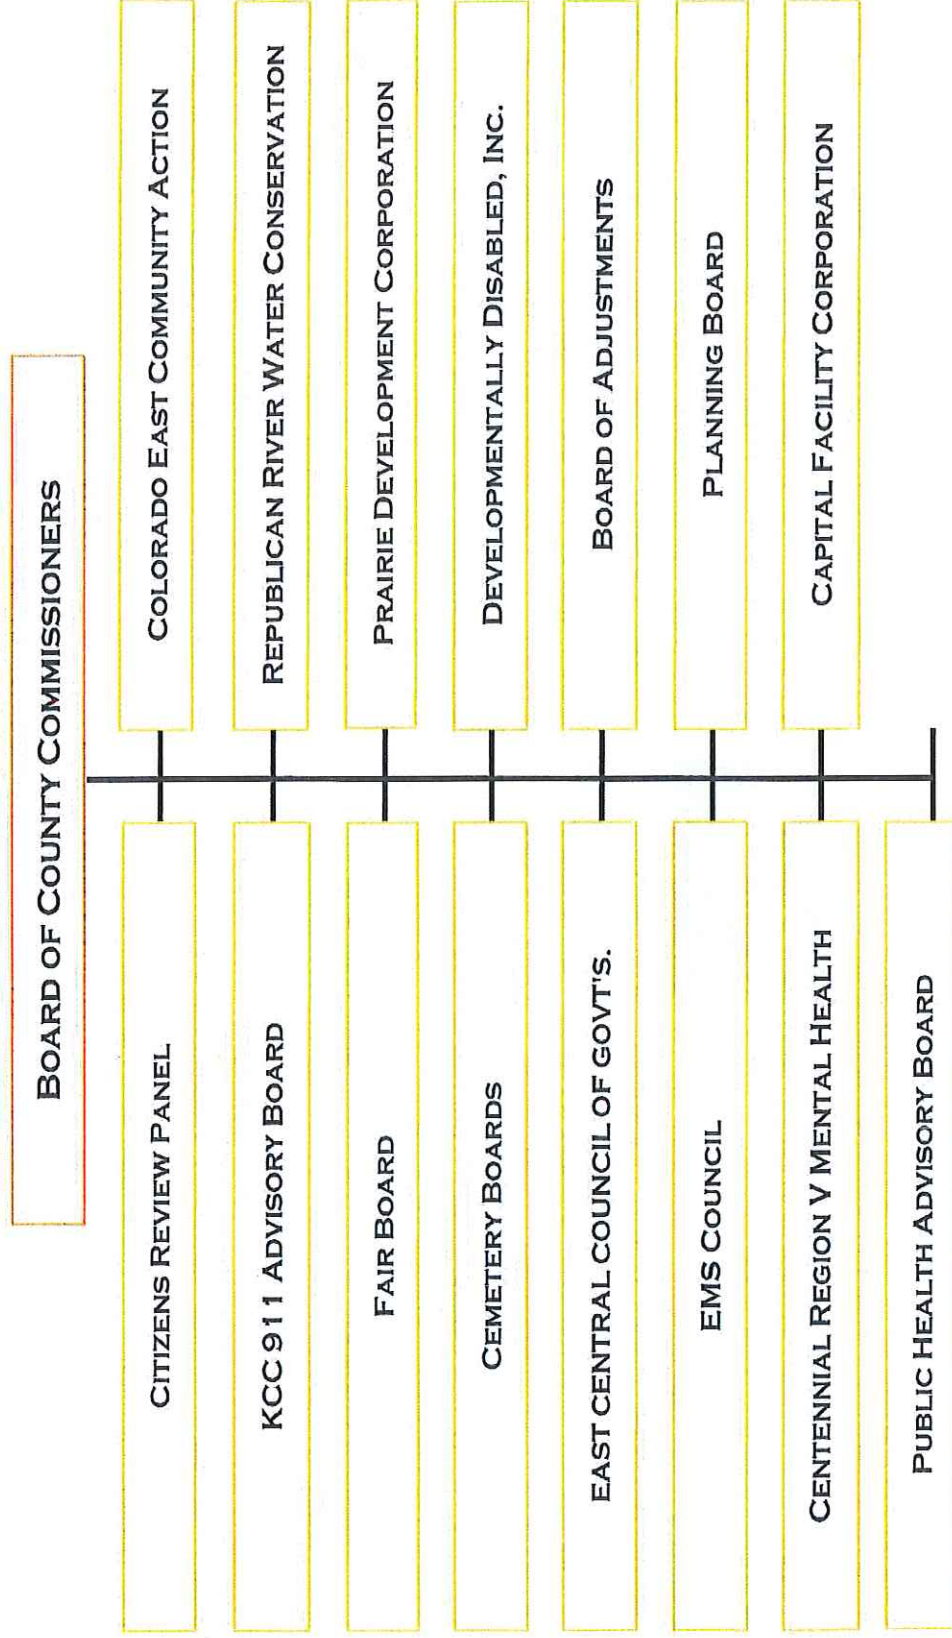 BOARD OF COUNTY COMMISSIONERS
CITIZENS REVIEW PANEL
COLORADO EAST COMMUNITY ACTION
KCC 911 ADVISORY BOARD
REPUBLICAN RIVER WATER CONSERVATION
FAIR BOARD
PRAIRIE DEVELOPMENT CORPORATION
CEMETERY BOARDS
DEVELOPMENTALLY DISABLED, INC.
EAST CENTRAL COUNCIL OF GOVT'S.
BOARD OF ADJUSTMENTS
EMS COUNCIL
PLANNING BOARD
CENTENNIAL REGION V MENTAL HEALTH
CAPITAL FACILITY CORPORATION
PUBLIC HEALTH ADVISORY BOARD